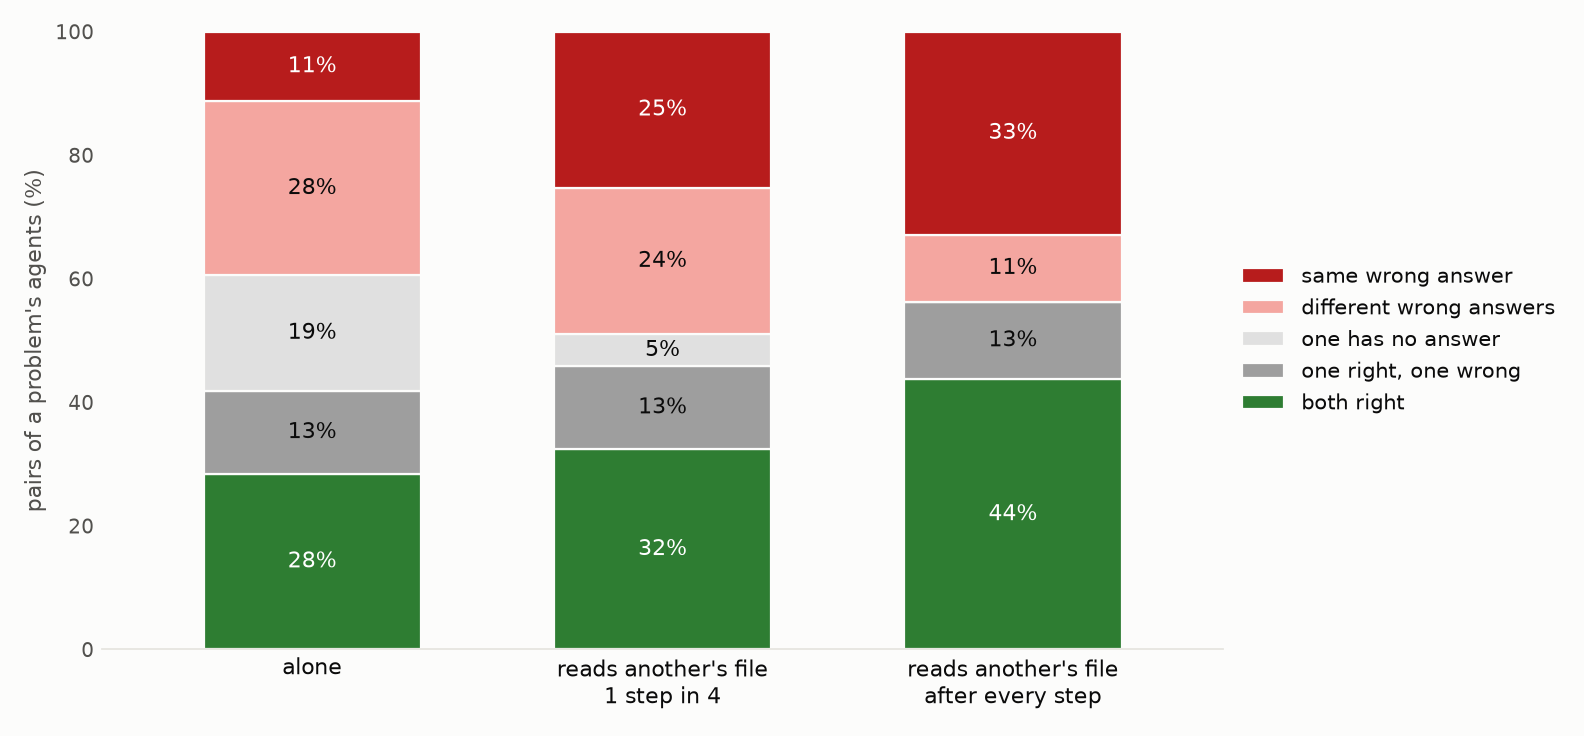 pairs of a problem's agents (%)
100
80
60
40
20
0
11%
28%
19%
13%
28%
25%
24%
5%
13%
32%
33%
11%
13%
44%
alone
reads another's file
1 step in 4
reads another's file
after every step
same wrong answer
different wrong answers
one has no answer
one right, one wrong
both right